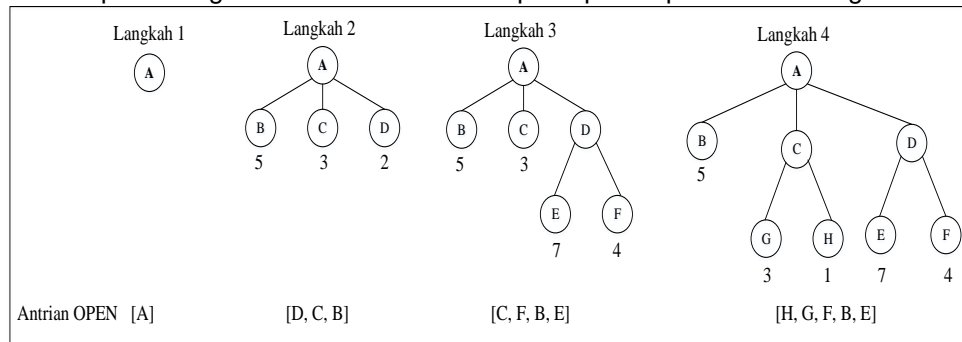 Langkah 1
A
Langkah 2
A
B C D
5 3 2
Langkah 3
A
B C D
5 3
E F
7 4
Langkah 4
A
B C D
5
G H E F
3 1 7 4
Antrian OPEN [A] [D, C, B] [C, F, B, E] [H, G, F, B, E]